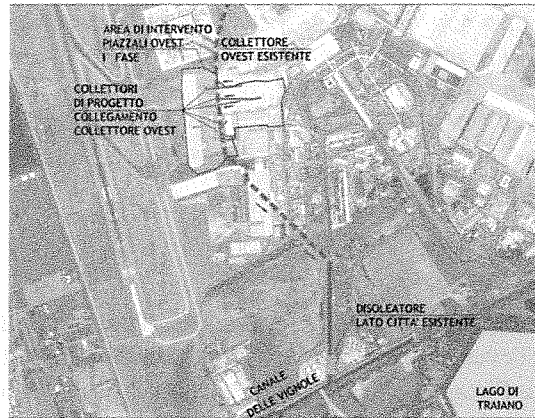 AREA DI INTERVENTO
PIAZZALI OVEST
I FASE
COLLETTORE
OVEST ESISTENTE
COLLETTORI
DI PROGETTO
COLLEGAMENTO
COLLETTORE OVEST
DISOLEATORE
LATO CITTA' ESISTENTE
CANALE
DELLE VIGNOLE
LAGO DI
TRAIANO